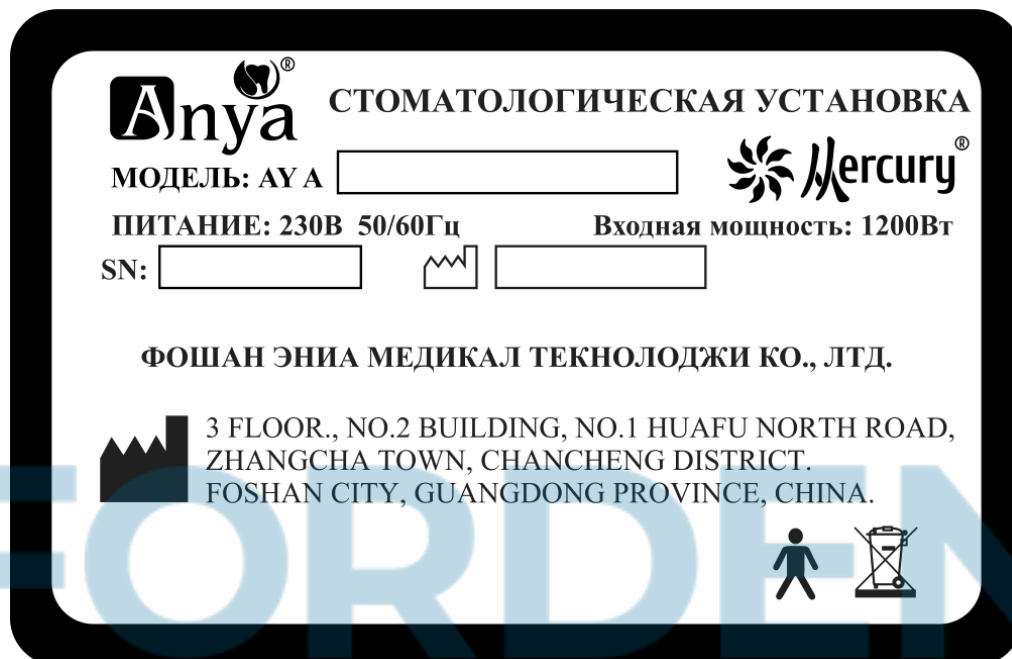 Anya®
СТОМАТОЛОГИЧЕСКАЯ УСТАНОВКА
МОДЕЛЬ: AY A
Mercury®
ПИТАНИЕ: 230В 50/60Гц
Входная мощность: 1200Вт
SN:
ФОШАН ЭНИА МЕДИКАЛ ТЕКНОЛОДЖИ КО., ЛТД.
3 FLOOR., NO.2 BUILDING, NO.1 HUAFU NORTH ROAD,
ZHANGCHA TOWN, CHANCHENG DISTRICT.
FOSHAN CITY, GUANGDONG PROVINCE, CHINA.
FORDEN